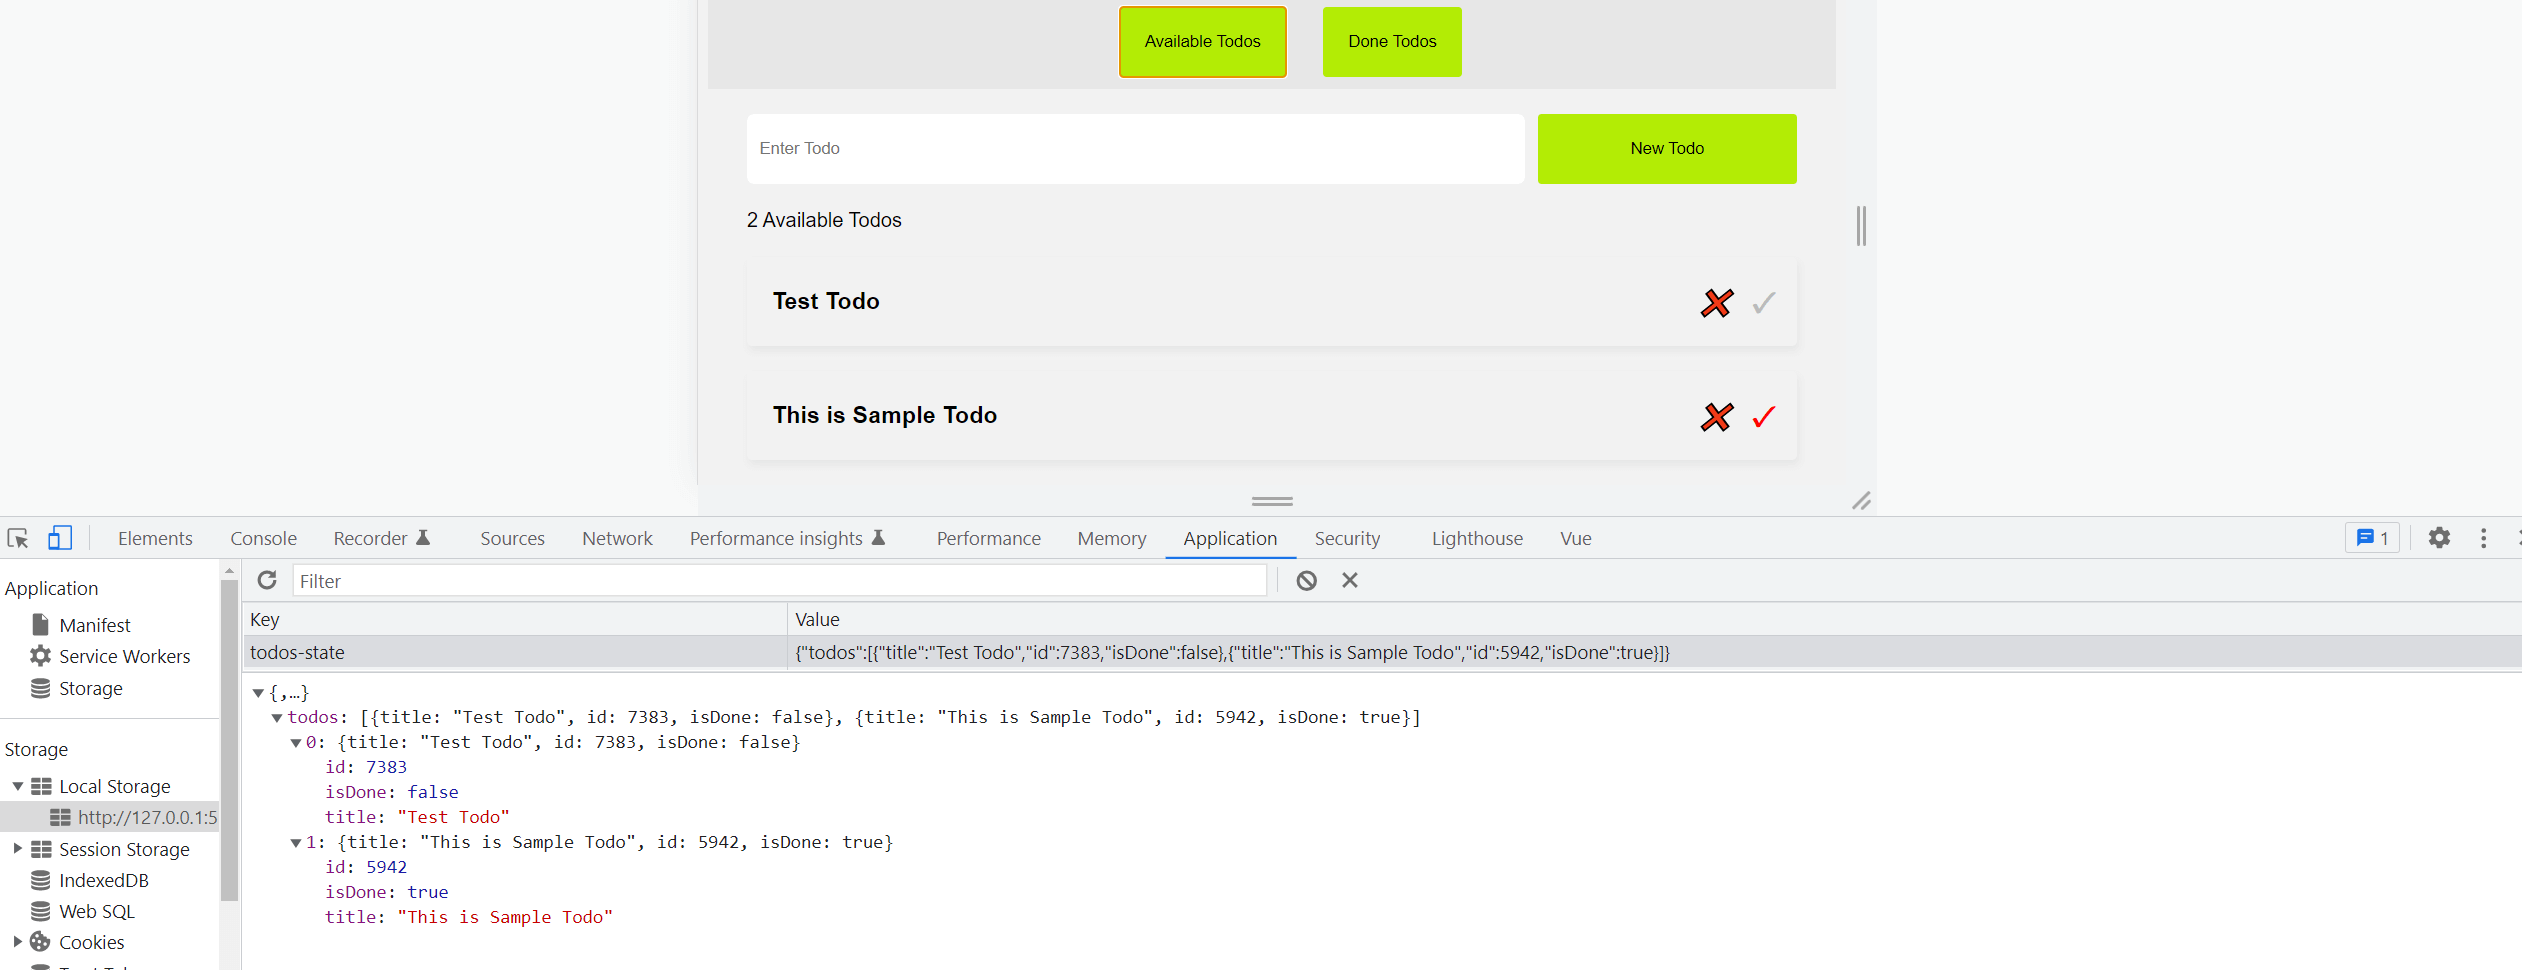 Available Todos Done Todos
Enter Todo New Todo
2 Available Todos
Test Todo
This is Sample Todo
Elements Console Recorder Sources Network Performance insights Performance Memory Application Security Lighthouse Vue 1
Application
Manifest
Service Workers
Storage
Storage
Local Storage
http://127.0.0.1:5
Session Storage
IndexedDB
Web SQL
Cookies
Filter
Key Value
todos-state {"todos":[{"title":"Test Todo","id":7383,"isDone":false},{"title":"This is Sample Todo","id":5942,"isDone":true}]}
{,…}
todos: [{title: "Test Todo", id: 7383, isDone: false}, {title: "This is Sample Todo", id: 5942, isDone: true}]
0: {title: "Test Todo", id: 7383, isDone: false}
id: 7383
isDone: false
title: "Test Todo"
1: {title: "This is Sample Todo", id: 5942, isDone: true}
id: 5942
isDone: true
title: "This is Sample Todo"